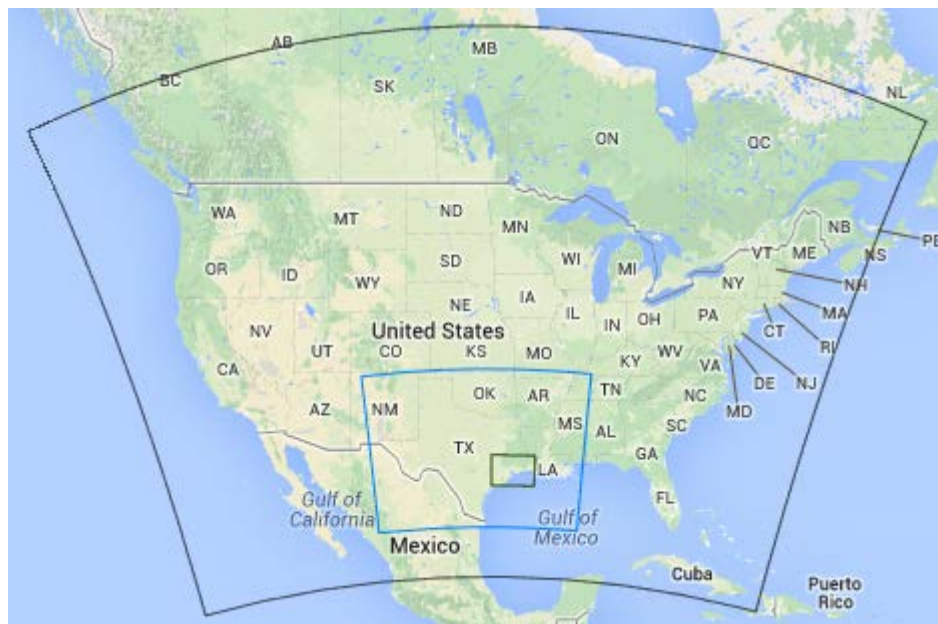 AB
MB
BC
SK
NL
ON
QC
WA
MT
ND
MN
NB
PE
VT
ME
NS
OR
ID
SD
WI
MI
NY
NH
WY
NE
IA
IL
IN
OH
PA
MA
NV
United States
CT
RI
UT
CO
KS
MO
KY
WV
VA
CA
DE
NJ
AZ
NM
OK
AR
TN
NC
MD
MS
AL
SC
TX
LA
GA
Gulf of
California
FL
Gulf of
Mexico
Mexico
Cuba
Puerto
Rico